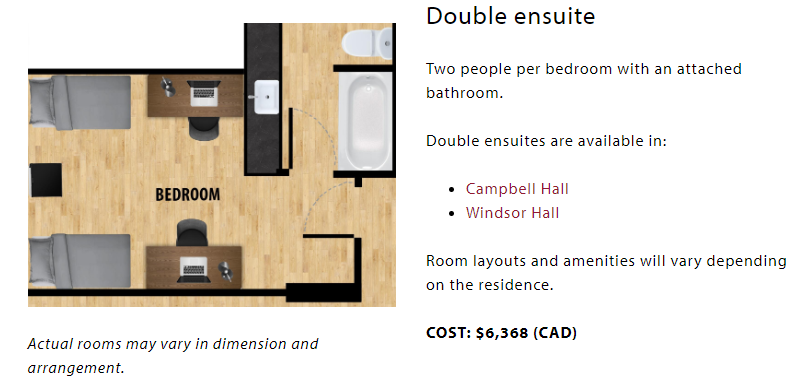 Double ensuite
Two people per bedroom with an attached
bathroom.
Double ensuites are available in:
Campbell Hall
Windsor Hall
Room layouts and amenities will vary depending
on the residence.
COST: $6,368 (CAD)
BEDROOM
Actual rooms may vary in dimension and
arrangement.